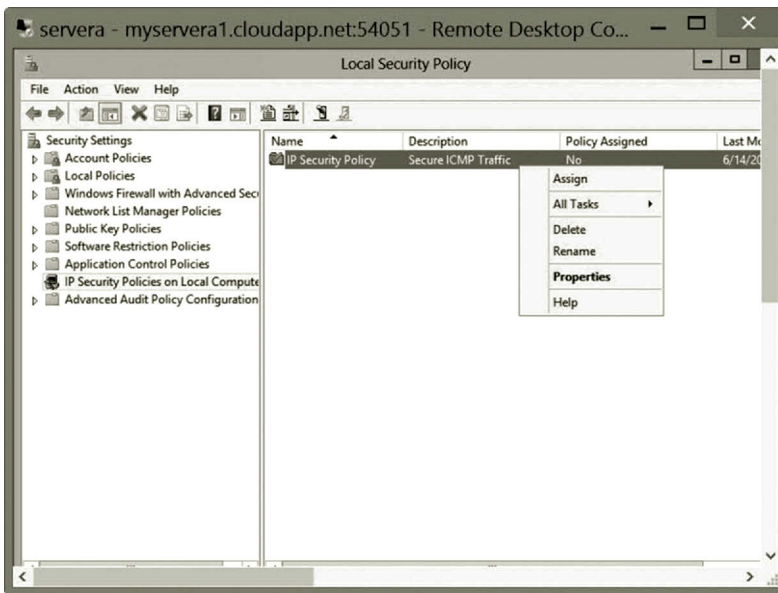 servera - myservera1.cloudapp.net:54051 - Remote Desktop Co...
Local Security Policy
File Action View Help
Security Settings
Account Policies
Local Policies
Windows Firewall with Advanced Sec
Network List Manager Policies
Public Key Policies
Software Restriction Policies
Application Control Policies
IP Security Policies on Local Compute
Advanced Audit Policy Configuration
Name Description Policy Assigned Last Mo
IP Security Policy Secure ICMP Traffic No 6/14/20
Assign
All Tasks
Delete
Rename
Properties
Help